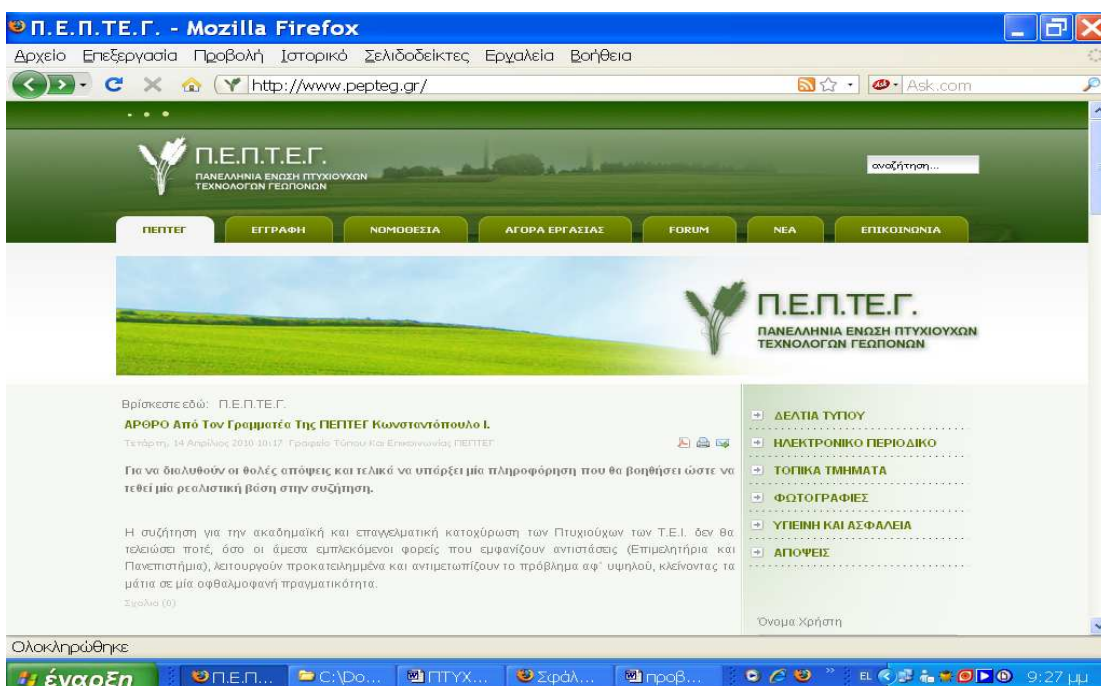 Π.Ε.Π.ΤΕ.Γ. - Mozilla Firefox
Αρχείο Επεξεργασία Προβολή Ιστορικό Σελιδοδείκτες Εργαλεία Βοήθεια
http://www.pepteg.gr/ Ask.com
Π.Ε.Π.Τ.Ε.Γ.
ΠΑΝΕΛΛΗΝΙΑ ΕΝΩΣΗ ΠΤΥΧΙΟΥΧΩΝ
ΤΕΧΝΟΛΟΓΩΝ ΓΕΩΠΟΝΩΝ
αναζήτηση...
ΠΕΠΤΕΓ ΕΓΓΡΑΦΗ ΝΟΜΟΘΕΣΙΑ ΑΓΟΡΑ ΕΡΓΑΣΙΑΣ FORUM ΝΕΑ ΕΠΙΚΟΙΝΩΝΙΑ
Π.Ε.Π.ΤΕ.Γ.
ΠΑΝΕΛΛΗΝΙΑ ΕΝΩΣΗ ΠΤΥΧΙΟΥΧΩΝ
ΤΕΧΝΟΛΟΓΩΝ ΓΕΩΠΟΝΩΝ
Βρίσκεστε εδώ: Π.Ε.Π.ΤΕ.Γ.
ΑΡΘΡΟ Από Τον Γραμματέα Της ΠΕΠΤΕΓ Κωνσταντόπουλο Ι.
Τετάρτη, 14 Απρίλιος 2010 10:17 Γραφείο Τύπου Και Επικοινωνίας ΠΕΠΤΕΓ
Για να διαλυθούν οι θολές απόψεις και τελικά να υπάρξει μία πληροφόρηση που θα βοηθήσει ώστε να
τεθεί μία ρεαλιστική βάση στην συζήτηση.
Η συζήτηση για την ακαδημαϊκή και επαγγελματική κατοχύρωση των Πτυχιούχων των Τ.Ε.Ι. δεν θα
τελειώσει ποτέ, όσο οι άμεσα εμπλεκόμενοι φορείς που εμφανίζουν αντιστάσεις (Επιμελητήρια και
Πανεπιστήμια), λειτουργούν προκατειλημμένα και αντιμετωπίζουν το πρόβλημα αφ΄ υψηλού, κλείνοντας τα
μάτια σε μία οφθαλμοφανή πραγματικότητα.
Σχόλια (0)
ΔΕΛΤΙΑ ΤΥΠΟΥ
ΗΛΕΚΤΡΟΝΙΚΟ ΠΕΡΙΟΔΙΚΟ
ΤΟΠΙΚΑ ΤΜΗΜΑΤΑ
ΦΩΤΟΓΡΑΦΙΕΣ
ΥΓΙΕΙΝΗ ΚΑΙ ΑΣΦΑΛΕΙΑ
ΑΠΟΨΕΙΣ
Όνομα Χρήστη
Ολοκληρώθηκε
έναρξη Π.Ε.Π... C:\Do... ΠΤΥΧ... Σφάλ... προβ... EL 9:27 μμ